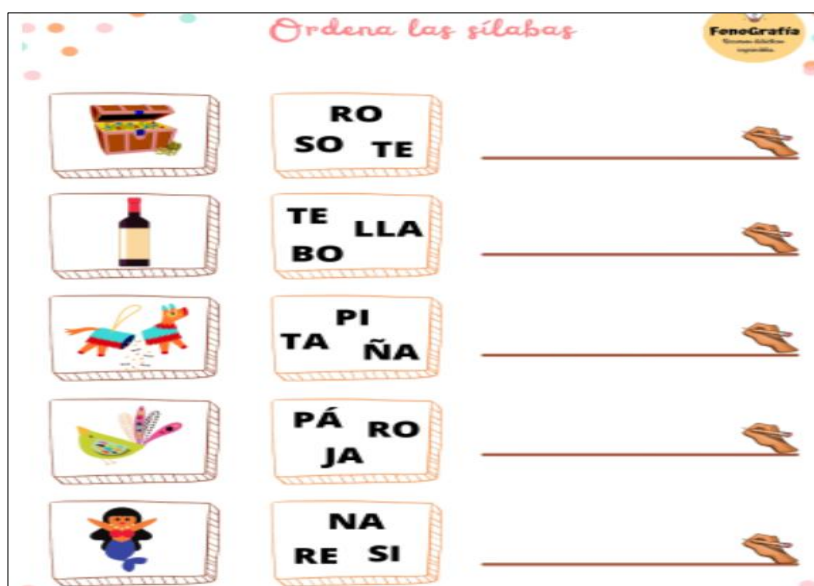 Ordena las sílabas
FonoGrafía
RO
SO TE
TE
LLA
BO
PI
TA
ÑA
PÁ
RO
JA
NA
RE SI